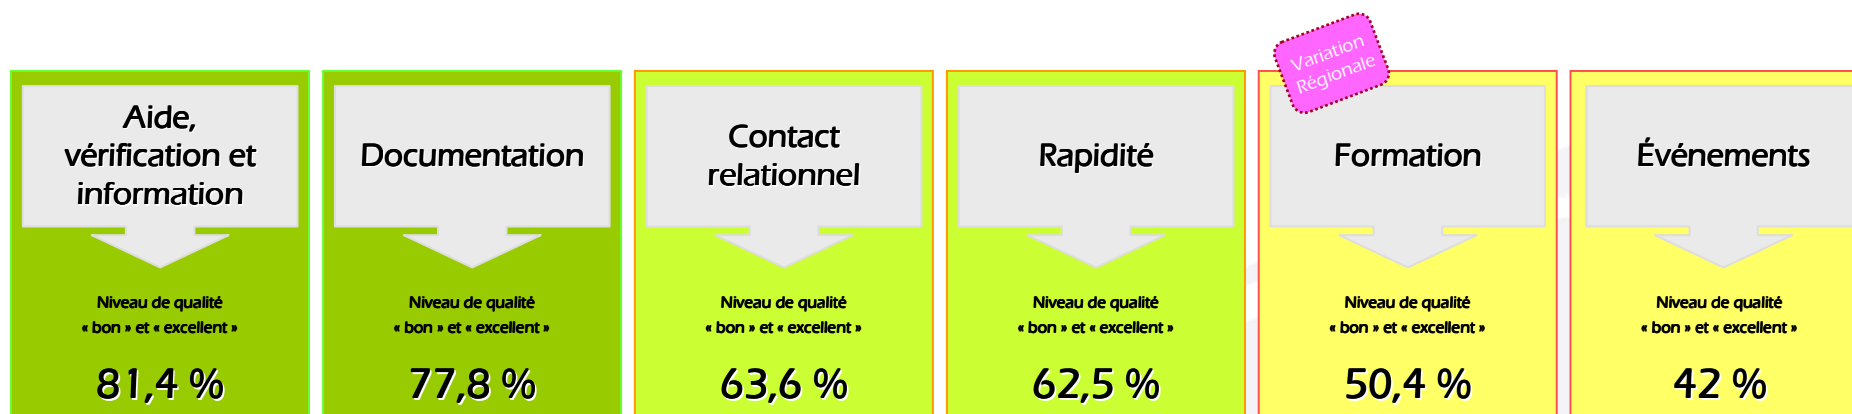 Variation
Régionale
Aide,
vérification et
information
Niveau de qualité
« bon » et « excellent »
81,4 %
Documentation
Niveau de qualité
« bon » et « excellent »
77,8 %
Contact
relationnel
Niveau de qualité
« bon » et « excellent »
63,6 %
Rapidité
Niveau de qualité
« bon » et « excellent »
62,5 %
Formation
Niveau de qualité
« bon » et « excellent »
50,4 %
Événements
Niveau de qualité
« bon » et « excellent »
42 %